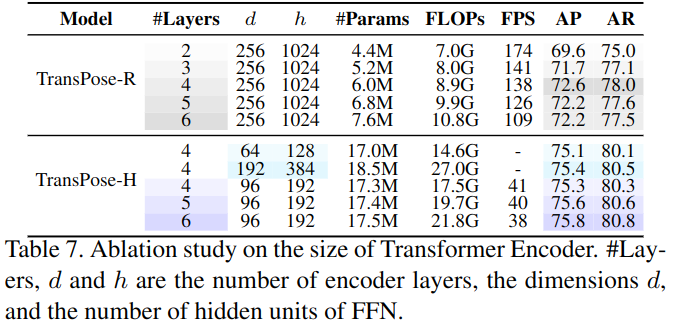 Model #Layers d h #Params FLOPs FPS AP AR
TransPose-R
2 256 1024 4.4M 7.0G 174 69.6 75.0
3 256 1024 5.2M 8.0G 141 71.7 77.1
4 256 1024 6.0M 8.9G 138 72.6 78.0
5 256 1024 6.8M 9.9G 126 72.2 77.6
6 256 1024 7.6M 10.8G 109 72.2 77.5
TransPose-H
4 64 128 17.0M 14.6G - 75.1 80.1
4 192 384 18.5M 27.0G - 75.4 80.5
4 96 192 17.3M 17.5G 41 75.3 80.3
5 96 192 17.4M 19.7G 40 75.6 80.6
6 96 192 17.5M 21.8G 38 75.8 80.8
Table 7. Ablation study on the size of Transformer Encoder. #Lay-
ers, d and h are the number of encoder layers, the dimensions d,
and the number of hidden units of FFN.